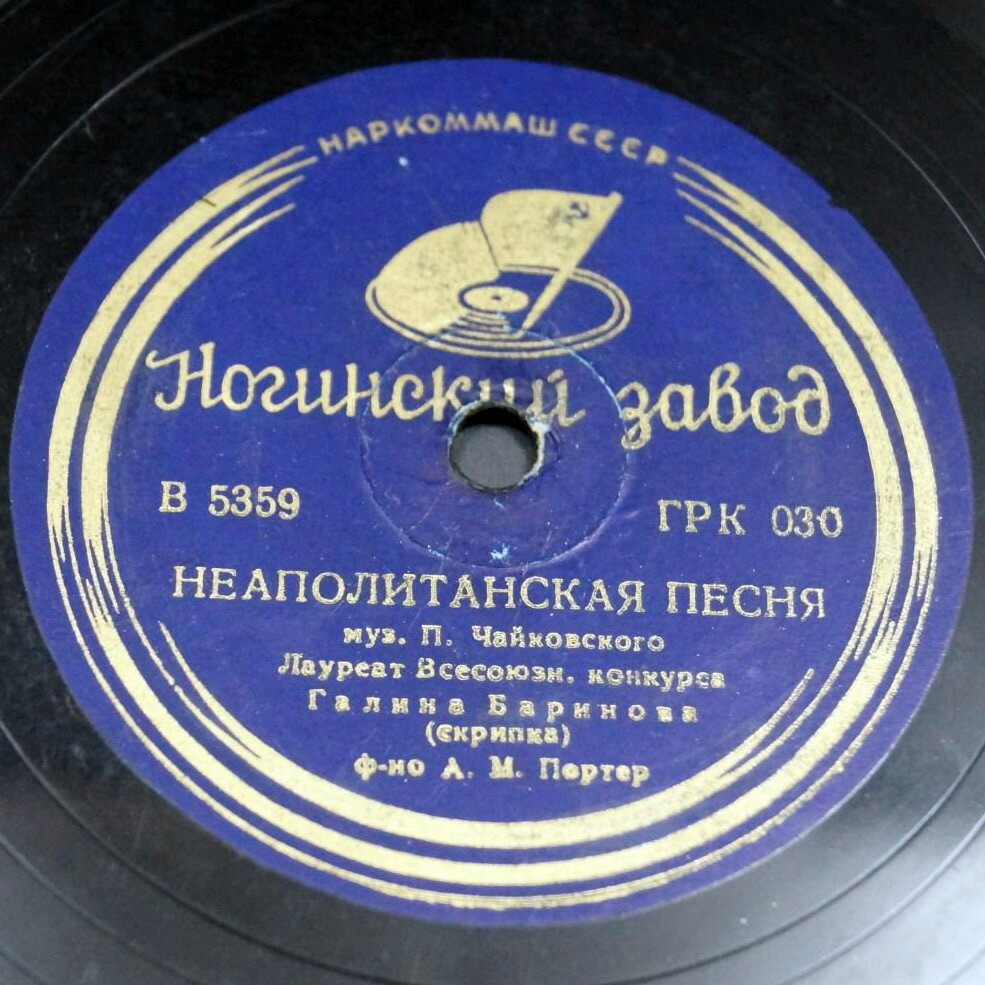 НАРКОММАШ СССР
Ногинский завод
В 5359
ГРК 030
НЕАПОЛИТАНСКАЯ ПЕСНЯ
муз. П. Чайковского
Лауреат Всесоюзн. конкурса
Галина Баринова
(скрипка)
ф-но А. М. Портер